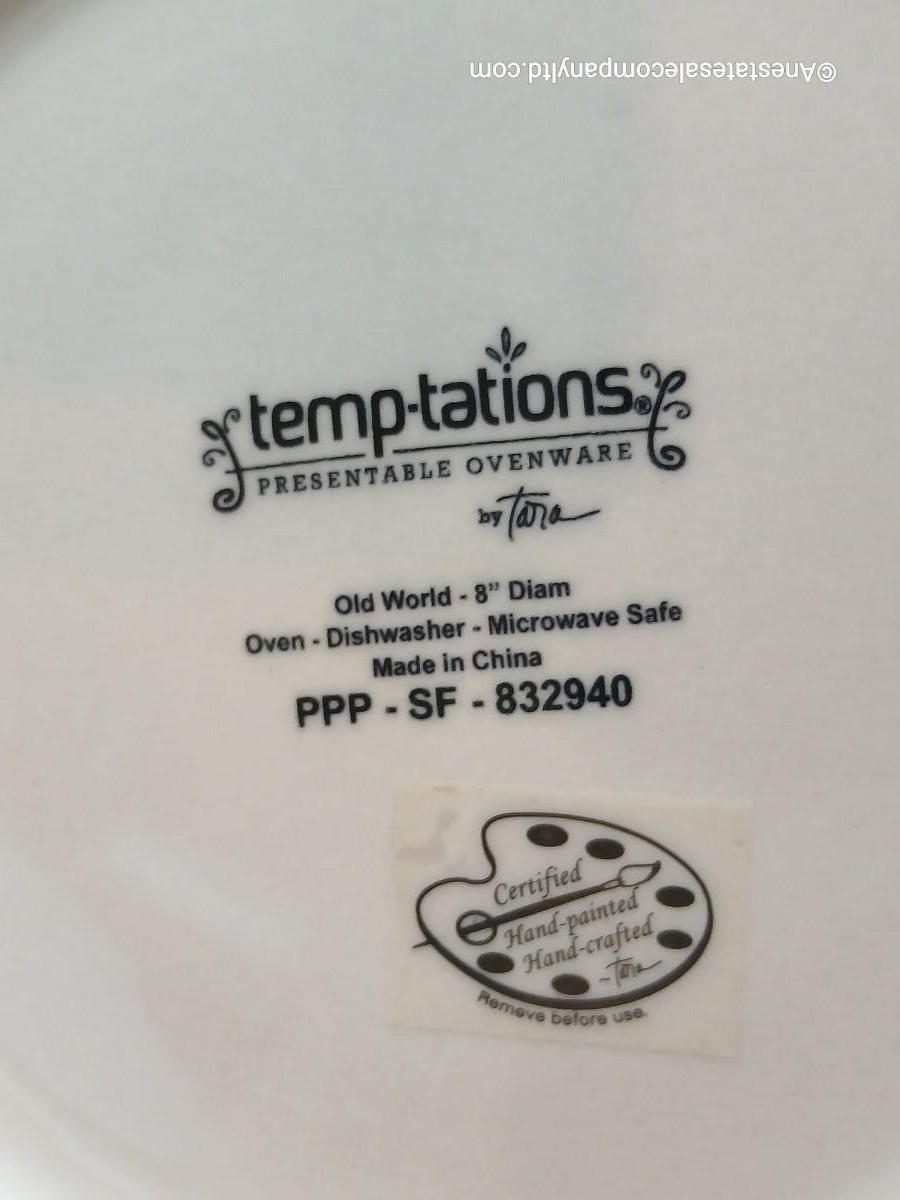 ©Anestatesalecompanyltd.com
temp-tations®
PRESENTABLE OVENWARE
by Tara
Old World - 8” Diam
Oven - Dishwasher - Microwave Safe
Made in China
PPP - SF - 832940
Certified
Hand-painted
Hand-crafted
~Tara
Remove before use.